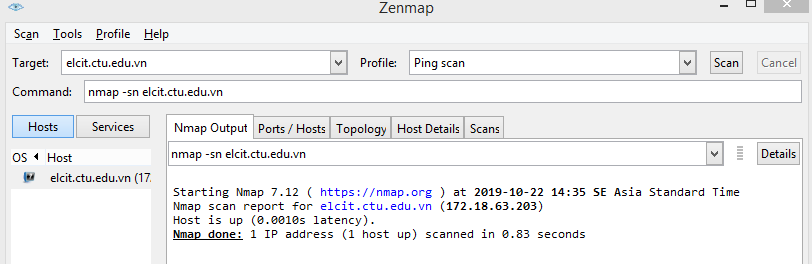 Zenmap
Scan Tools Profile Help
Target: elcit.ctu.edu.vn Profile: Ping scan Scan Cancel
Command: nmap -sn elcit.ctu.edu.vn
Hosts Services Nmap Output Ports / Hosts Topology Host Details Scans
OS Host nmap -sn elcit.ctu.edu.vn Details
elcit.ctu.edu.vn (17.
Starting Nmap 7.12 ( https://nmap.org ) at 2019-10-22 14:35 SE Asia Standard Time
Nmap scan report for elcit.ctu.edu.vn (172.18.63.203)
Host is up (0.0010s latency).
Nmap done: 1 IP address (1 host up) scanned in 0.83 seconds